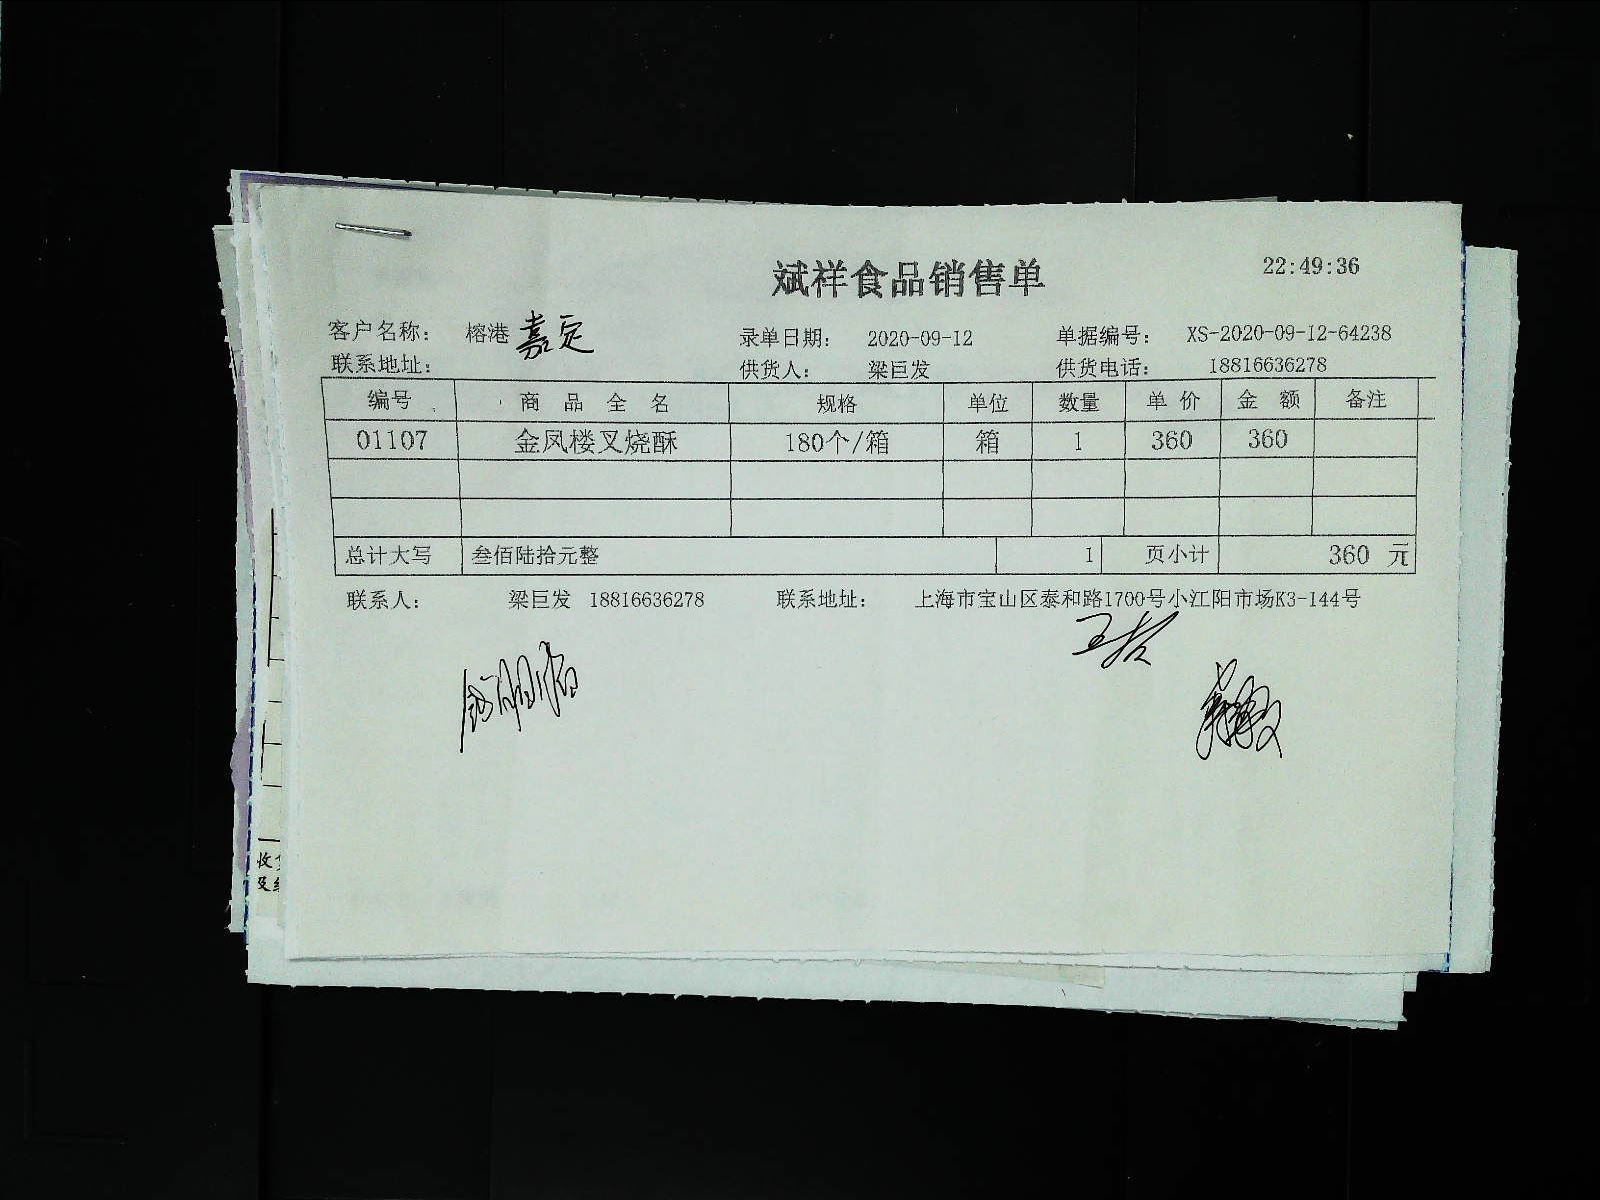 斌祥食品销售单 22:49:36
客户名称： 榕港 嘉定 录单日期： 2020-09-12 单据编号： XS-2020-09-12-64238
联系地址： 供货人： 梁巨发 供货电话： 18816636278
编号 商品全名 规格 单位 数量 单价 金额 备注
01107 金凤楼叉烧酥 180个/箱 箱 1 360 360
总计大写 叁佰陆拾元整 1 页小计 360 元
联系人： 梁巨发 18816636278 联系地址： 上海市宝山区泰和路1700号小江阳市场K3-144号
收
及